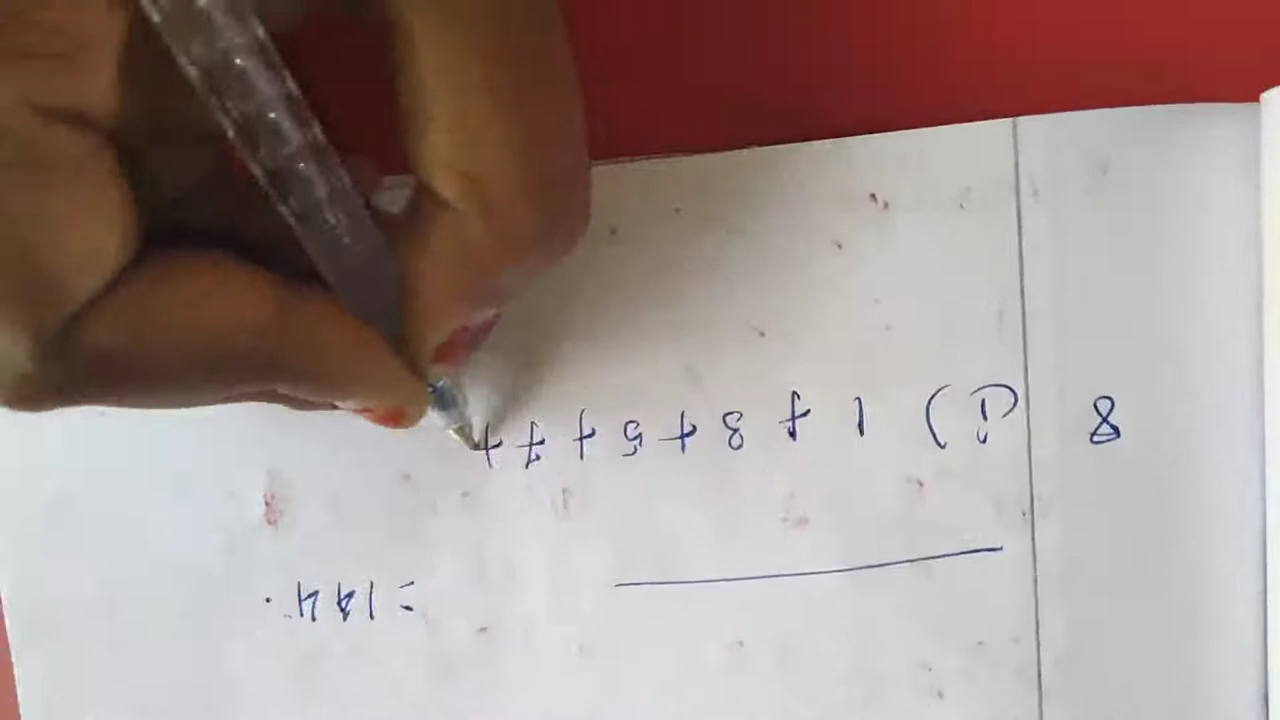 = 144.
8 (i) 1 + 3 + 5 + 7 +